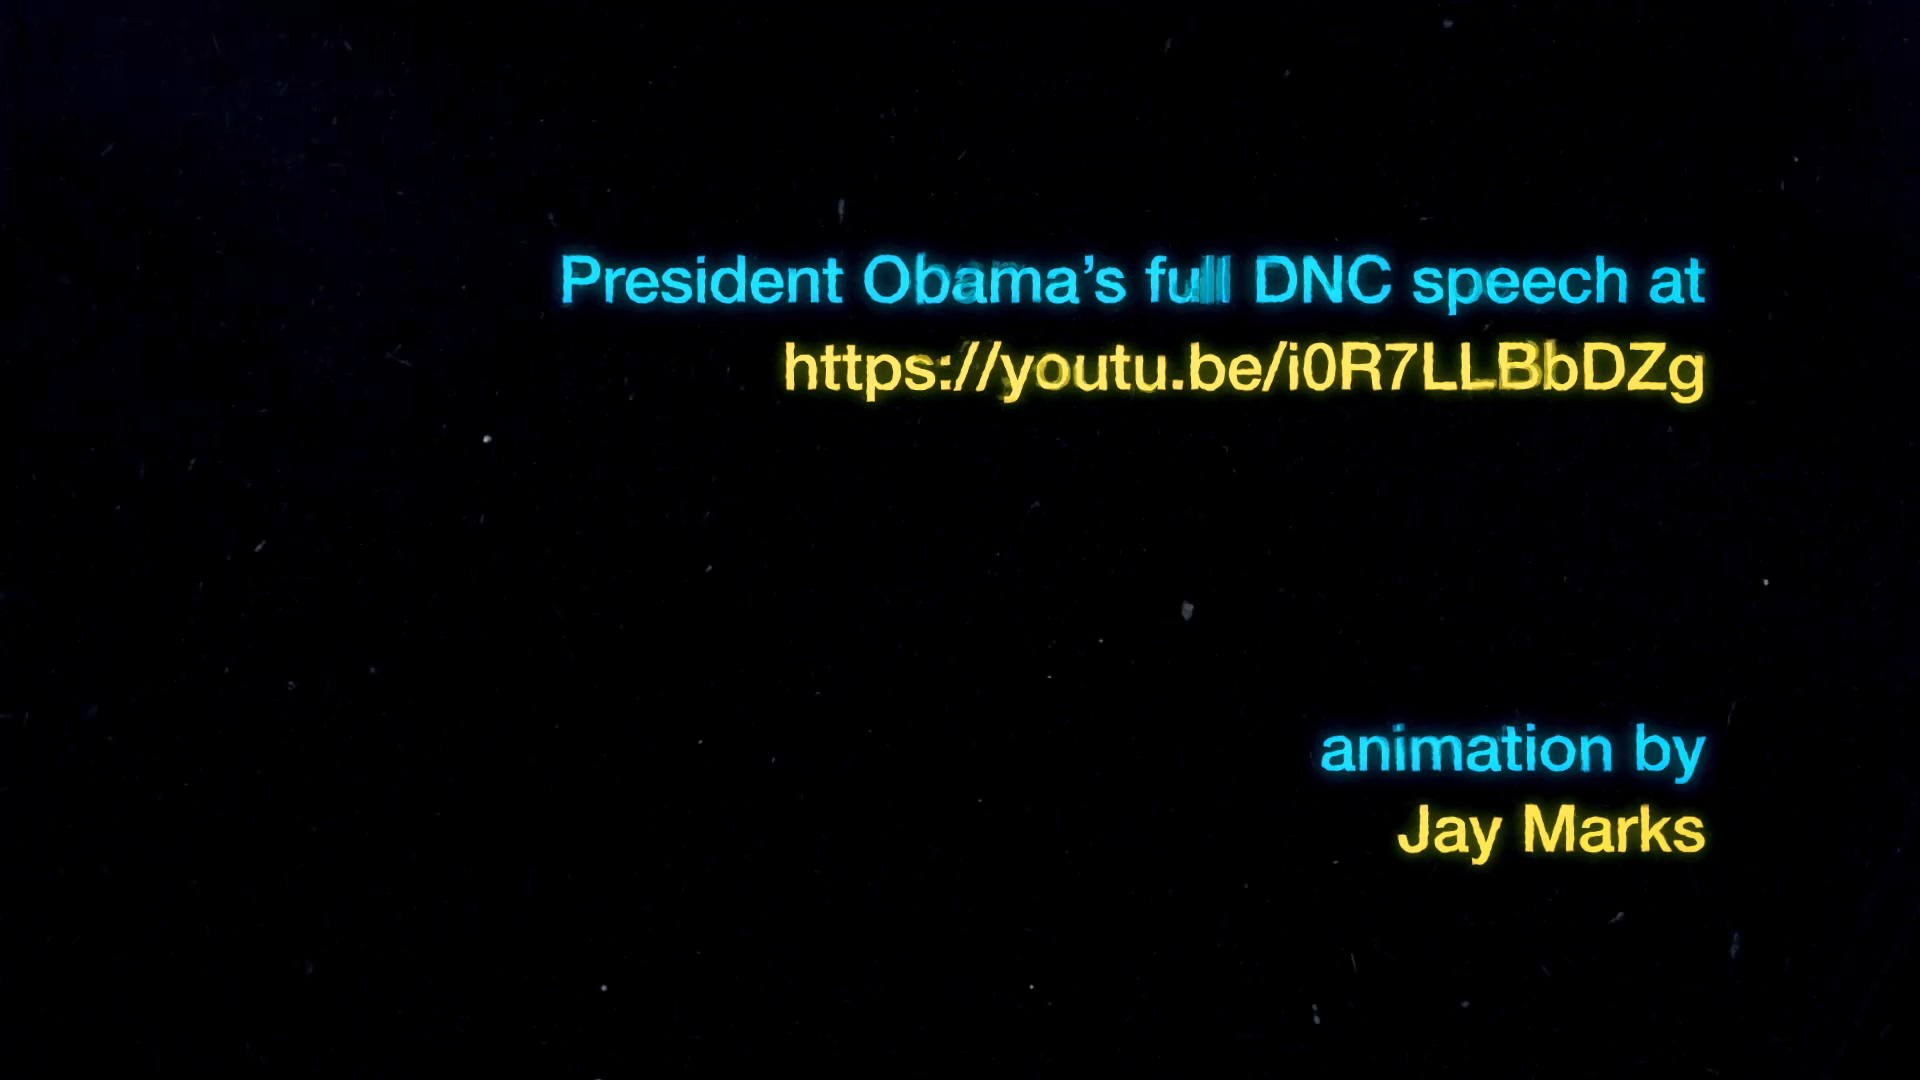 President Obama’s full DNC speech at
https://youtu.be/i0R7LLBbDZg
animation by
Jay Marks